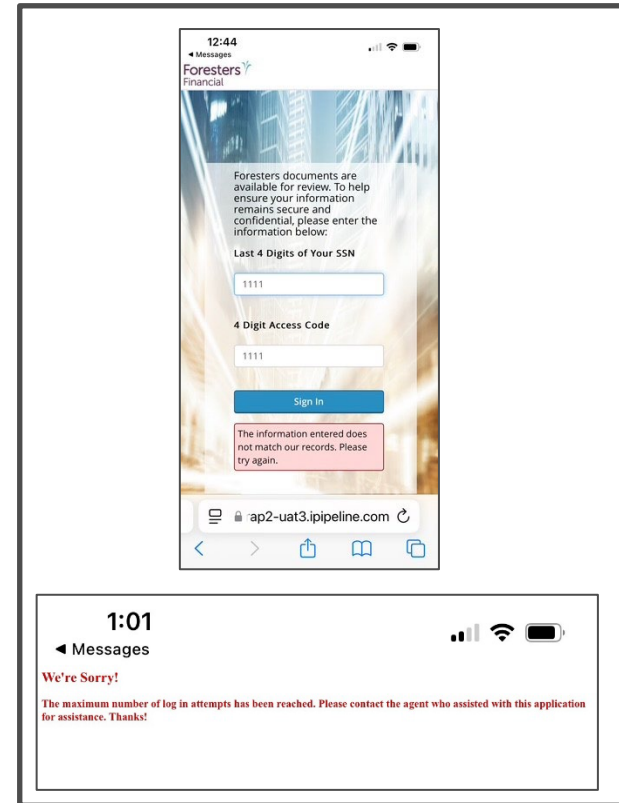 12:44
◀ Messages
Foresters
Financial
Foresters documents are
available for review. To help
ensure your information
remains secure and
confidential, please enter the
information below:
Last 4 Digits of Your SSN
1111
4 Digit Access Code
1111
Sign In
The information entered does
not match our records. Please
try again.
rap2-uat3.ipipeline.com
1:01
◀ Messages
We're Sorry!
The maximum number of log in attempts has been reached. Please contact the agent who assisted with this application
for assistance. Thanks!